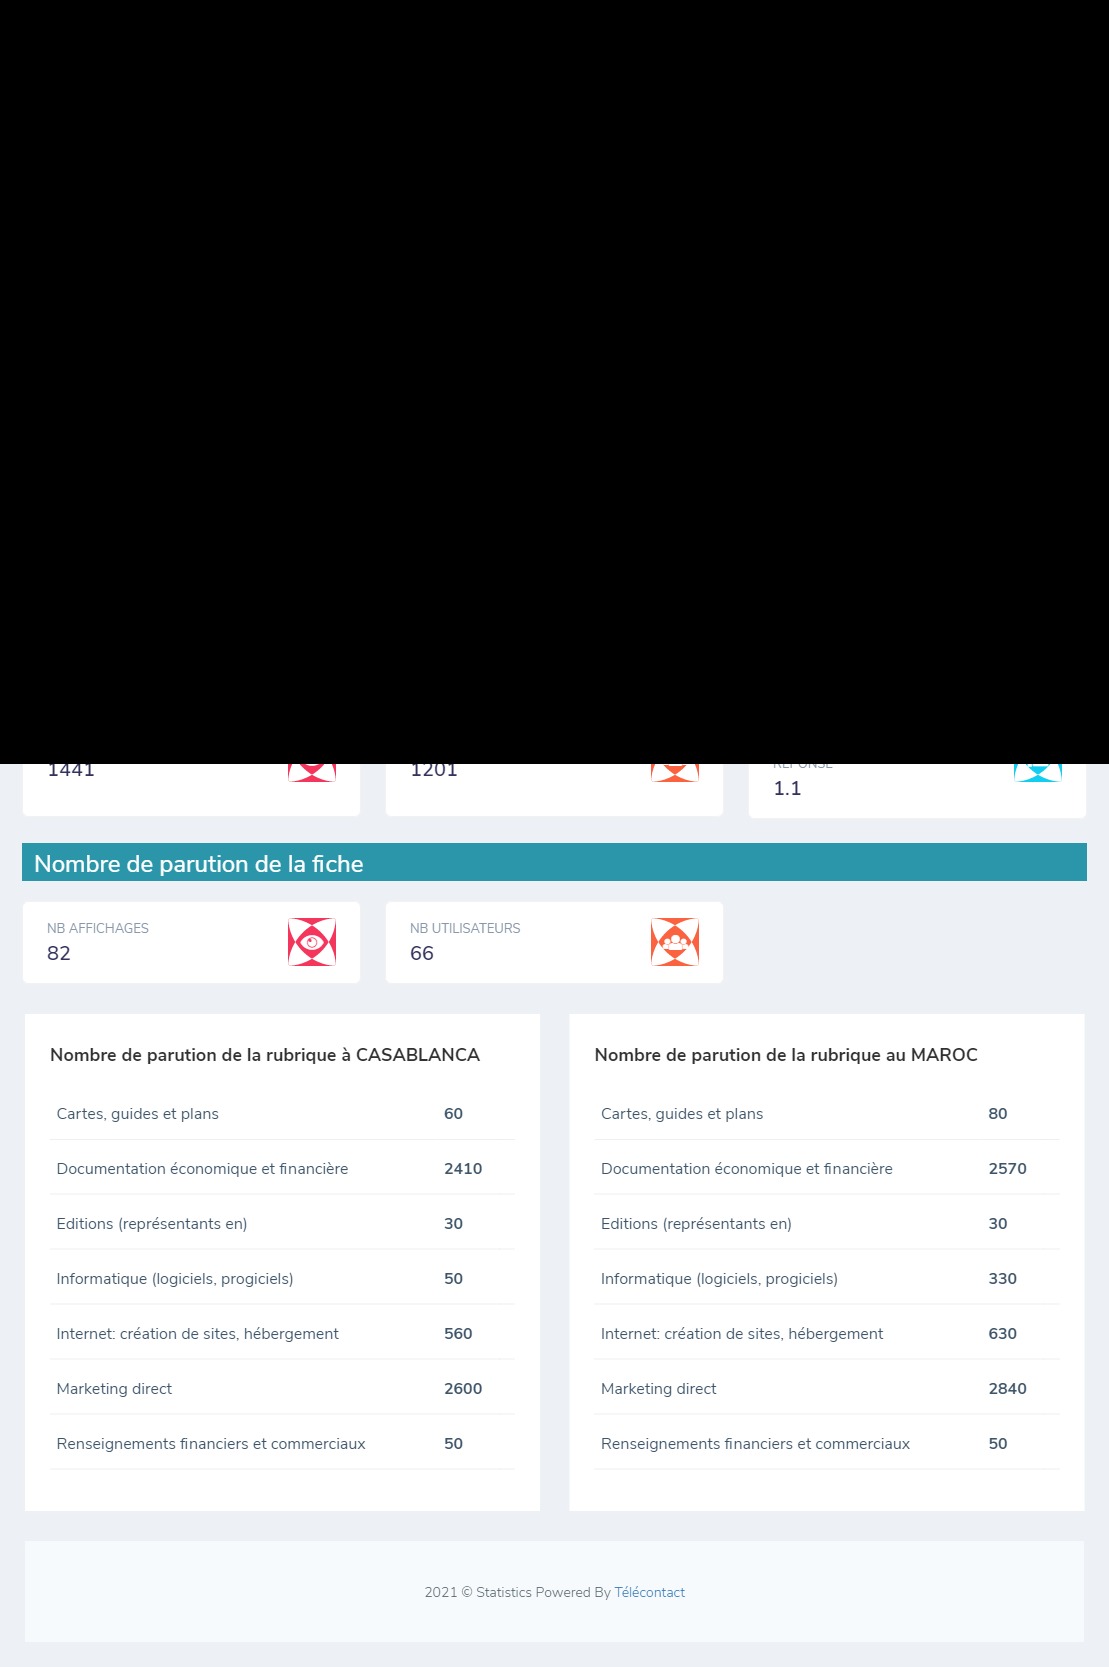 1441
1201
REPONSE
1.1
Nombre de parution de la fiche
NB AFFICHAGES
82
NB UTILISATEURS
66
Nombre de parution de la rubrique à CASABLANCA
Cartes, guides et plans 60
Documentation économique et financière 2410
Editions (représentants en) 30
Informatique (logiciels, progiciels) 50
Internet: création de sites, hébergement 560
Marketing direct 2600
Renseignements financiers et commerciaux 50
Nombre de parution de la rubrique au MAROC
Cartes, guides et plans 80
Documentation économique et financière 2570
Editions (représentants en) 30
Informatique (logiciels, progiciels) 330
Internet: création de sites, hébergement 630
Marketing direct 2840
Renseignements financiers et commerciaux 50
2021 © Statistics Powered By Télécontact